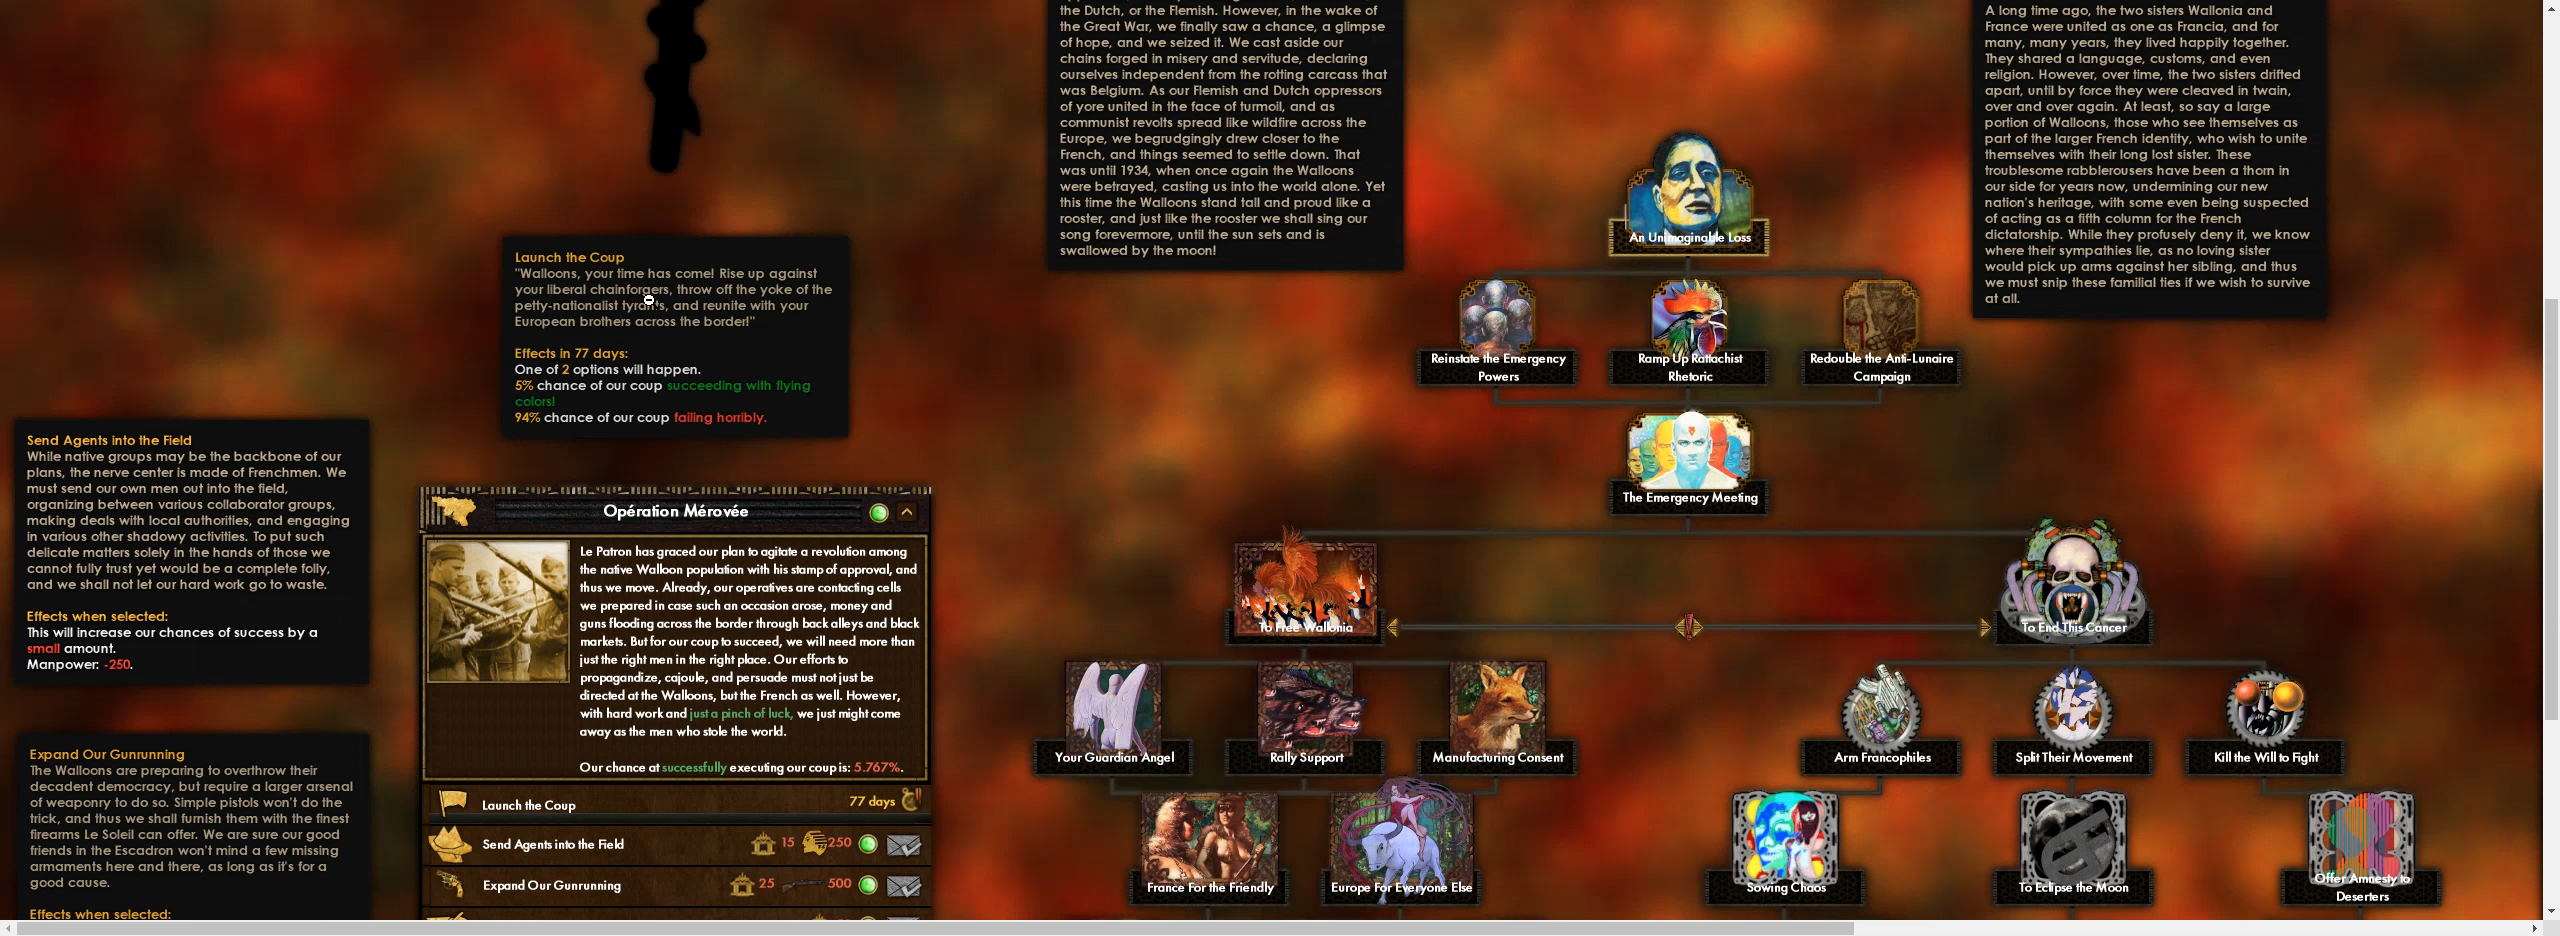 the Dutch, or the Flemish. However, in the wake of
the Great War, we finally saw a chance, a glimpse
of hope, and we seized it. We cast aside our
chains forged in misery and servitude, declaring
ourselves independent from the rotting carcass that
was Belgium. As our Flemish and Dutch oppressors
of yore united in the face of turmoil, and as
communist revolts spread like wildfire across the
Europe, we begrudgingly drew closer to the
French, and things seemed to settle down. That
was until 1934, when once again the Walloons
were betrayed, casting us into the world alone. Yet
this time the Walloons stand tall and proud like a
rooster, and just like the rooster we shall sing our
song forevermore, until the sun sets and is
swallowed by the moon!
A long time ago, the two sisters Wallonia and
France were united as one as Francia, and for
many, many years, they lived happily together.
They shared a language, customs, and even
religion. However, over time, the two sisters drifted
apart, until by force they were cleaved in twain,
over and over again. At least, so say a large
portion of Walloons, those who see themselves as
part of the larger French identity, who wish to unite
themselves with their long lost sister. These
troublesome rabblerousers have been a thorn in
our side for years now, undermining our new
nation's heritage, with some even being suspected
of acting as a fifth column for the French
dictatorship. While they profusely deny it, we know
where their sympathies lie, as no loving sister
would pick up arms against her sibling, and thus
we must snip these familial ties if we wish to survive
at all.
Launch the Coup
"Walloons, your time has come! Rise up against
your liberal chainforgers, throw off the yoke of the
petty-nationalist tyrants, and reunite with your
European brothers across the border!"
Effects in 77 days:
One of 2 options will happen.
5% chance of our coup succeeding with flying
colors!
94% chance of our coup failing horribly.
Send Agents into the Field
While native groups may be the backbone of our
plans, the nerve center is made of Frenchmen. We
must send our own men out into the field,
organizing between various collaborator groups,
making deals with local authorities, and engaging
in various other shadowy activities. To put such
delicate matters solely in the hands of those we
cannot fully trust yet would be a complete folly,
and we shall not let our hard work go to waste.
Effects when selected:
This will increase our chances of success by a
small amount.
Manpower: -250.
Expand Our Gunrunning
The Walloons are preparing to overthrow their
decadent democracy, but require a larger arsenal
of weaponry to do so. Simple pistols won't do the
trick, and thus we shall furnish them with the finest
firearms Le Soleil can offer. We are sure our good
friends in the Escadron won't mind a few missing
armaments here and there, as long as it's for a
good cause.
Effects when selected:
Opération Mérovée
Le Patron has graced our plan to agitate a revolution among
the native Walloon population with his stamp of approval, and
thus we move. Already, our operatives are contacting cells
we prepared in case such an occasion arose, money and
guns flooding across the border through back alleys and black
markets. But for our coup to succeed, we will need more than
just the right men in the right place. Our efforts to
propagandize, cajoule, and persuade must not just be
directed at the Walloons, but the French as well. However,
with hard work and just a pinch of luck, we just might come
away as the men who stole the world.
Our chance at successfully executing our coup is: 5.767%.
Launch the Coup 77 days
Send Agents into the Field 15 250
Expand Our Gunrunning 25 500
An Unimaginable Loss
Reinstate the Emergency
Powers
Ramp Up Rattachist
Rhetoric
Redouble the Anti-Lunaire
Campaign
The Emergency Meeting
To Free Wallonia
To End This Cancer
Your Guardian Angel
Rally Support
Manufacturing Consent
Arm Francophiles
Split Their Movement
Kill the Will to Fight
France For the Friendly
Europe For Everyone Else
Sowing Chaos
To Eclipse the Moon
Offer Amnesty to
Deserters